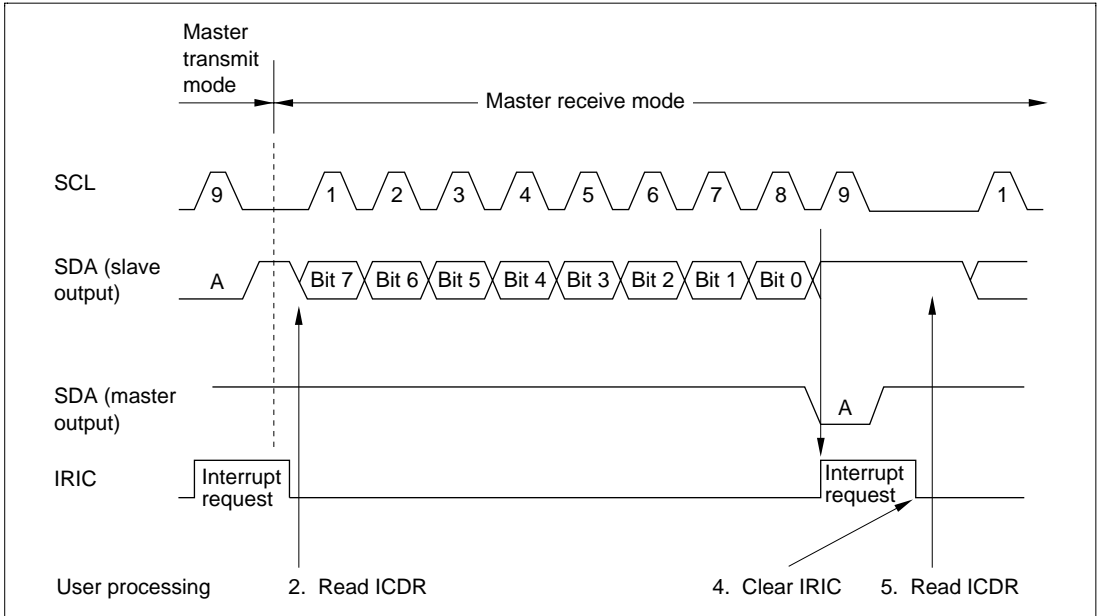 Master
transmit
mode
Master receive mode
SCL
9 1 2 3 4 5 6 7 8 9 1
SDA (slave
output)
A Bit 7 Bit 6 Bit 5 Bit 4 Bit 3 Bit 2 Bit 1 Bit 0
SDA (master
output)
A
IRIC
Interrupt
request
Interrupt
request
User processing 2. Read ICDR 4. Clear IRIC 5. Read ICDR